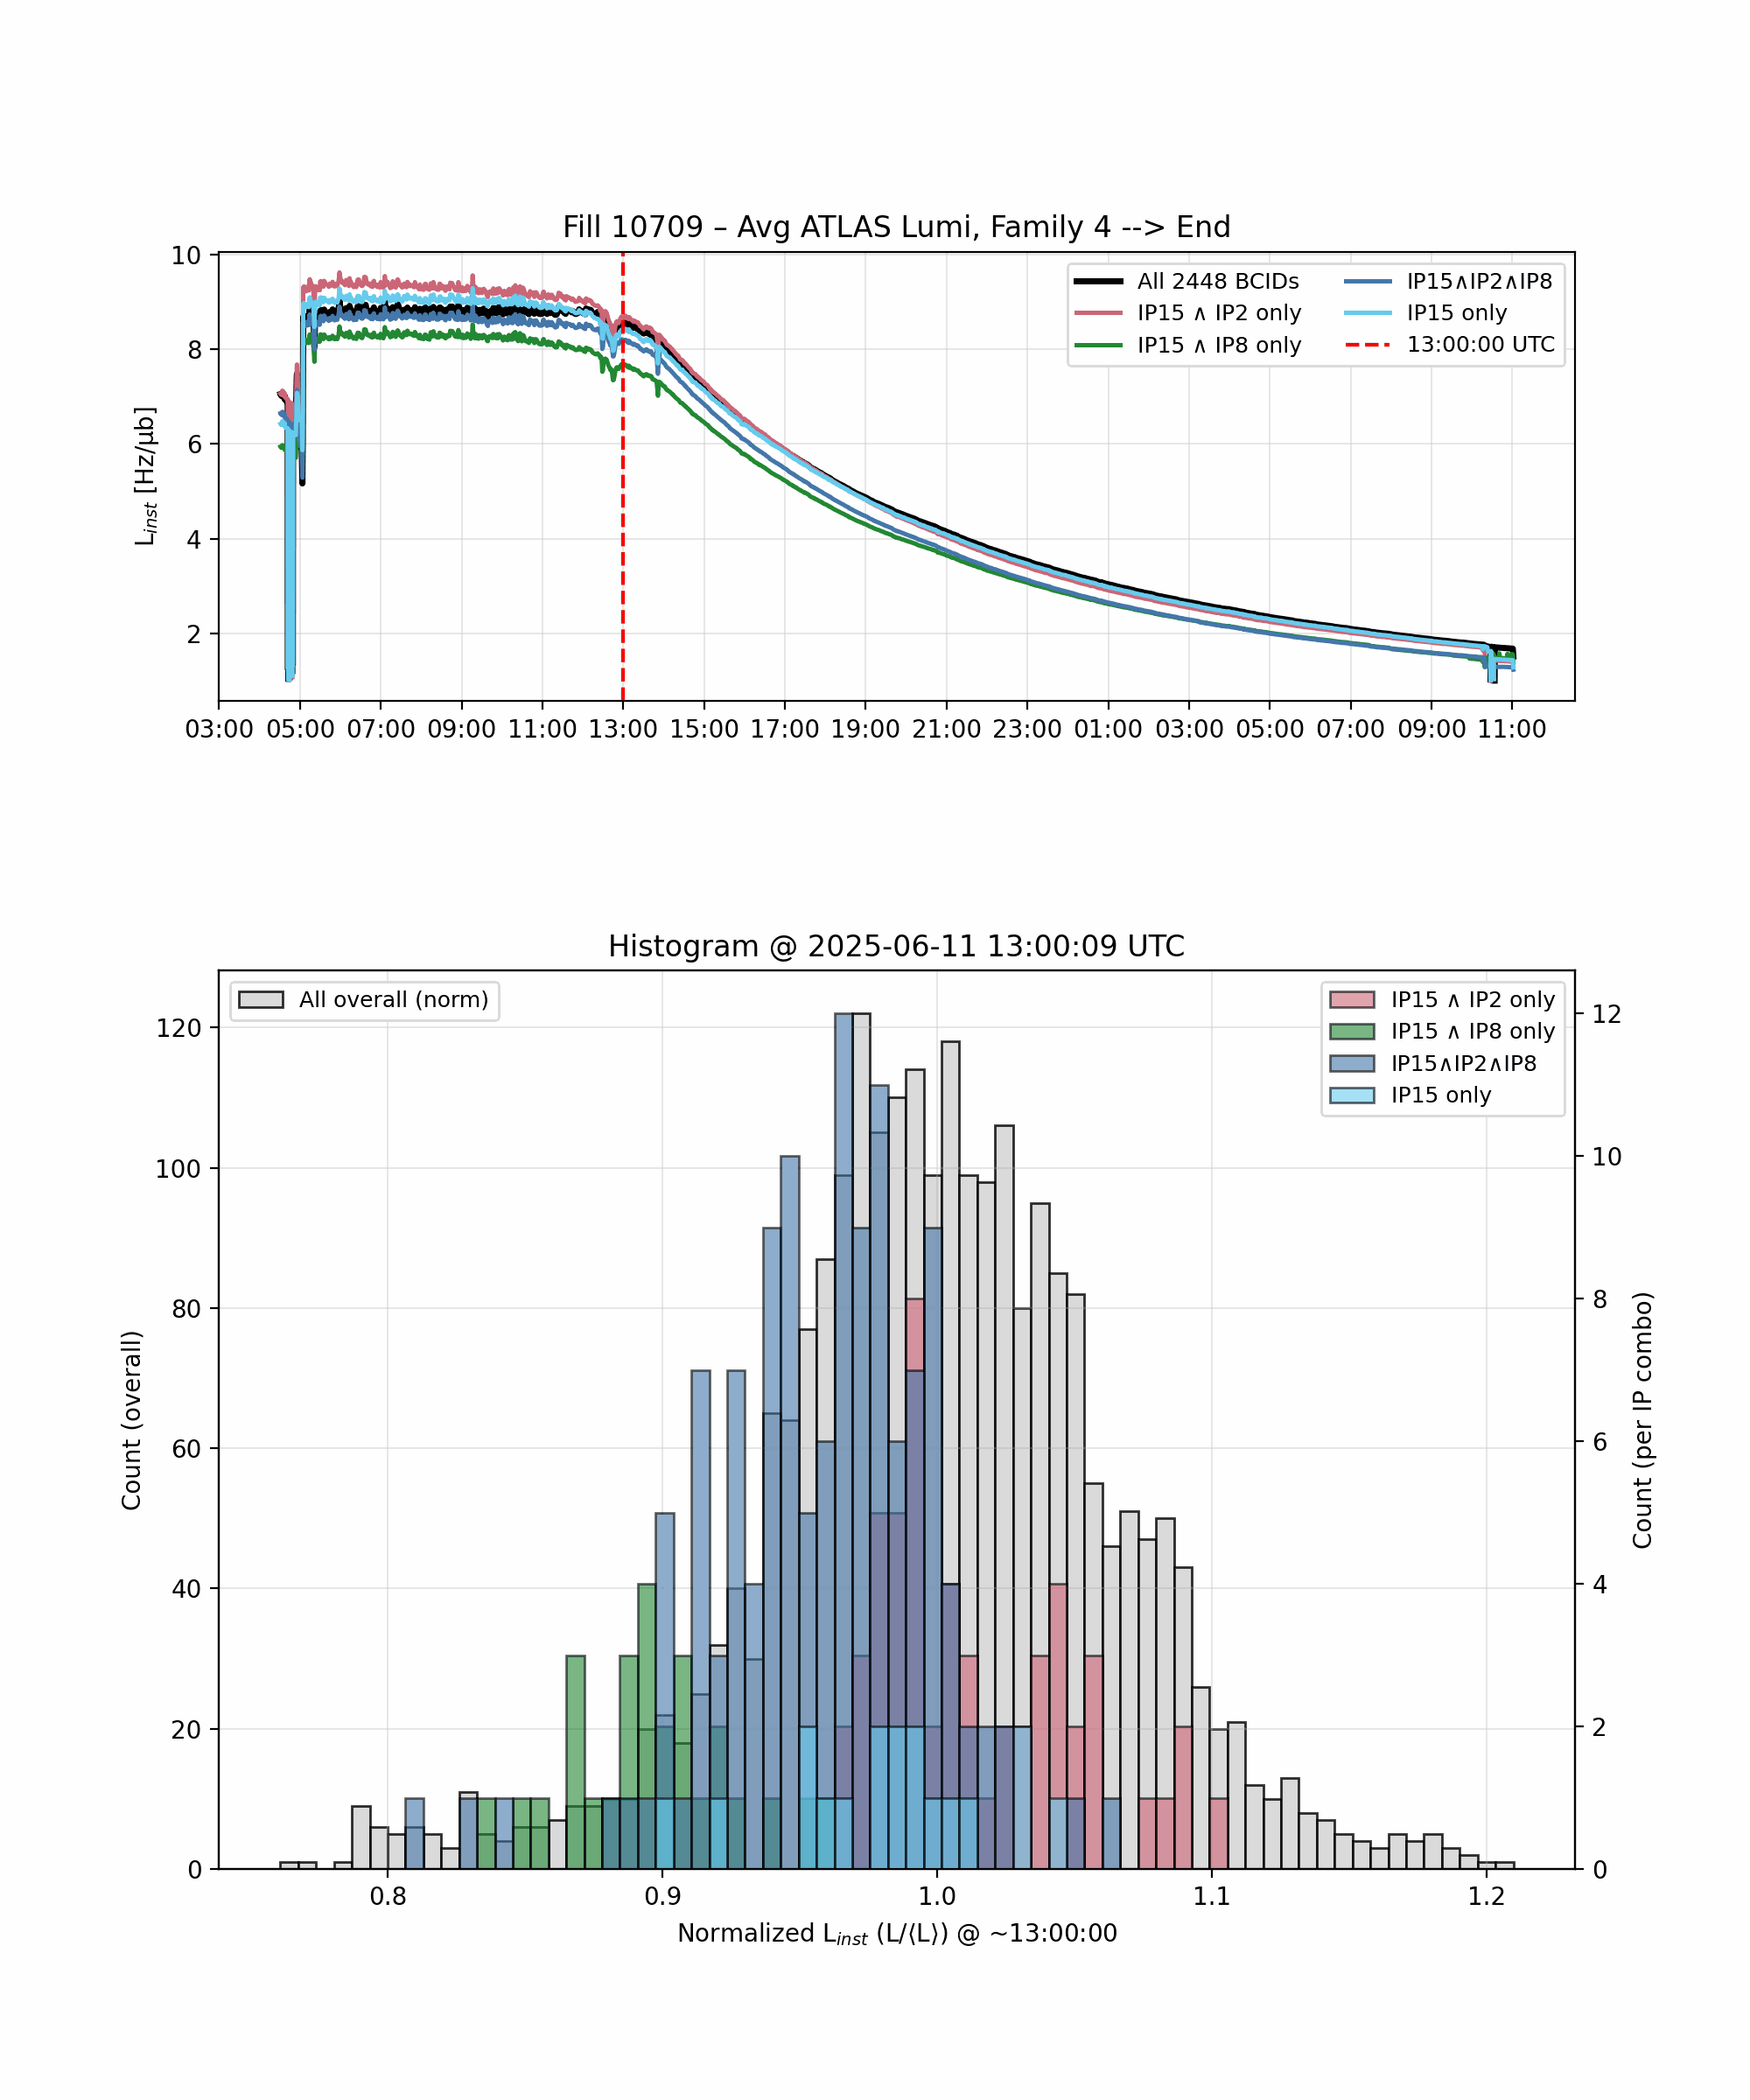 Fill 10709 – Avg ATLAS Lumi, Family 4 --> End
L_inst [Hz/μb]
10
8
6
4
2
All 2448 BCIDs
IP15 ∧ IP2 only
IP15 ∧ IP8 only
IP15∧IP2∧IP8
IP15 only
13:00:00 UTC
03:00 05:00 07:00 09:00 11:00 13:00 15:00 17:00 19:00 21:00 23:00 01:00 03:00 05:00 07:00 09:00 11:00
Histogram @ 2025-06-11 13:00:09 UTC
Count (overall)
120
100
80
60
40
20
0
All overall (norm)
IP15 ∧ IP2 only
IP15 ∧ IP8 only
IP15∧IP2∧IP8
IP15 only
12
10
8
6
4
2
0
Count (per IP combo)
0.8 0.9 1.0 1.1 1.2
Normalized L_inst (L/⟨L⟩) @ ~13:00:00